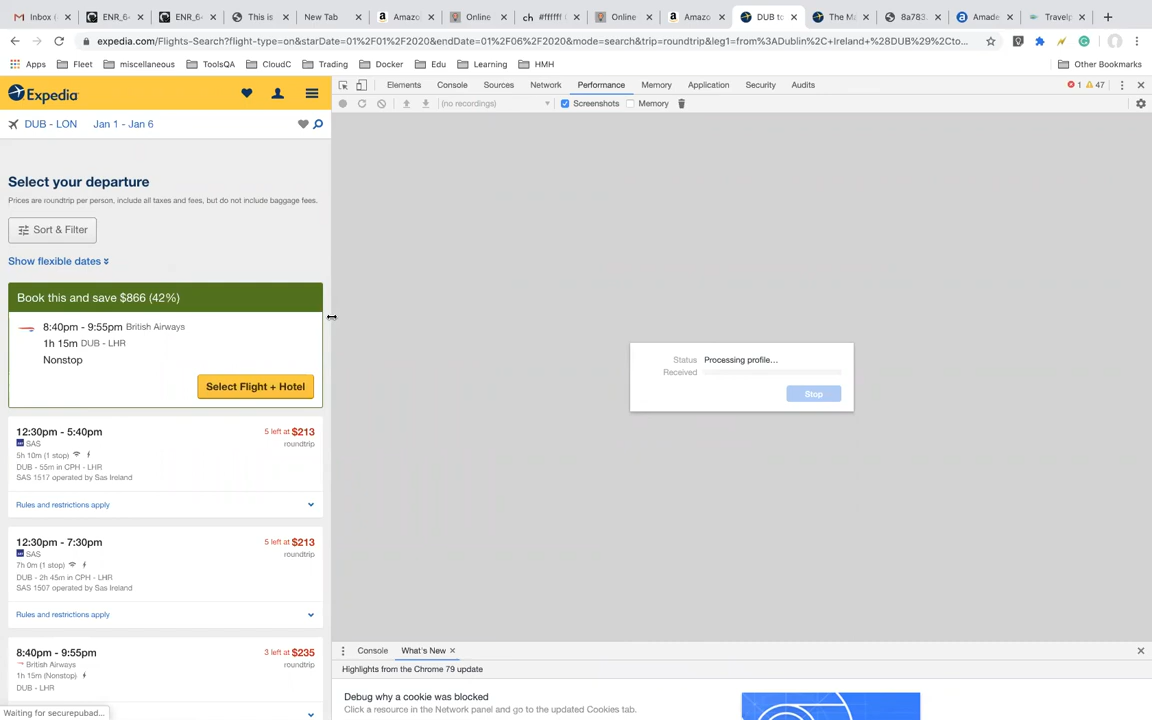 Inbox (
ENR_6
ENR_6
This is
New Tab
Amazo
Online
ch #ffffff
Online
Amazo
DUB to
The M
8a783
Amade
Travelp
expedia.com/Flights-Search?flight-type=on&startDate=01%2F01%2F2020&endDate=01%2F06%2F2020&mode=search&trip=roundtrip&leg1=from%3ADublin%2C+Ireland+%28DUB%29%2Cto...
Apps
Fleet
miscellaneous
ToolsQA
CloudC
Trading
Docker
Edu
Learning
HMH
Other Bookmarks
Expedia
DUB - LON
Jan 1 - Jan 6
Select your departure
Prices are roundtrip per person, include all taxes and fees, but do not include baggage fees.
Sort & Filter
Show flexible dates
Book this and save $866 (42%)
8:40pm - 9:55pm British Airways
1h 15m DUB - LHR
Nonstop
Select Flight + Hotel
12:30pm - 5:40pm
5 left at $213
SAS
roundtrip
5h 10m (1 stop)
DUB - 55m in CPH - LHR
SAS 1517 operated by Sas Ireland
Rules and restrictions apply
12:30pm - 7:30pm
5 left at $213
SAS
roundtrip
7h 0m (1 stop)
DUB - 2h 45m in CPH - LHR
SAS 1507 operated by Sas Ireland
Rules and restrictions apply
8:40pm - 9:55pm
3 left at $235
British Airways
roundtrip
1h 15m (Nonstop)
DUB - LHR
Waiting for securepubad...
Elements
Console
Sources
Network
Performance
Memory
Application
Security
Audits
1
47
(no recordings)
Screenshots
Memory
Status Processing profile...
Received
Stop
Console
What's New
Highlights from the Chrome 79 update
Debug why a cookie was blocked
Click a resource in the Network panel and go to the updated Cookies tab.